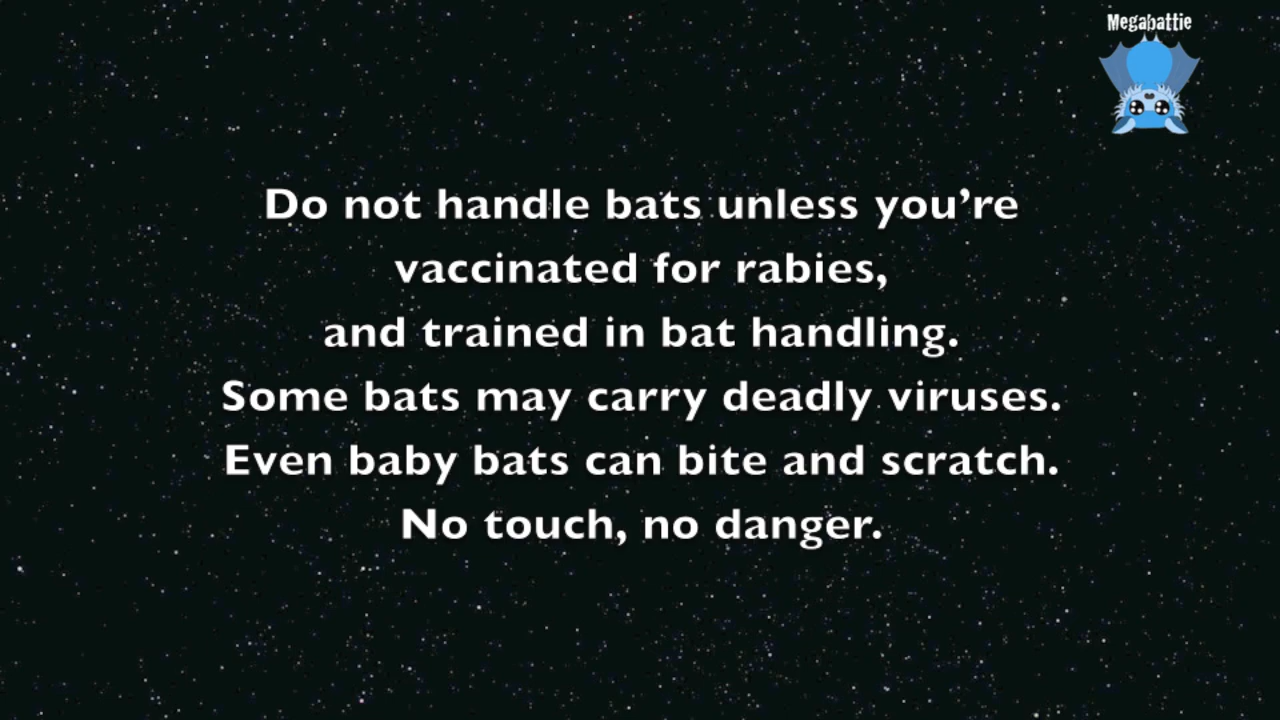 Megabattie
Do not handle bats unless you’re
vaccinated for rabies,
and trained in bat handling.
Some bats may carry deadly viruses.
Even baby bats can bite and scratch.
No touch, no danger.